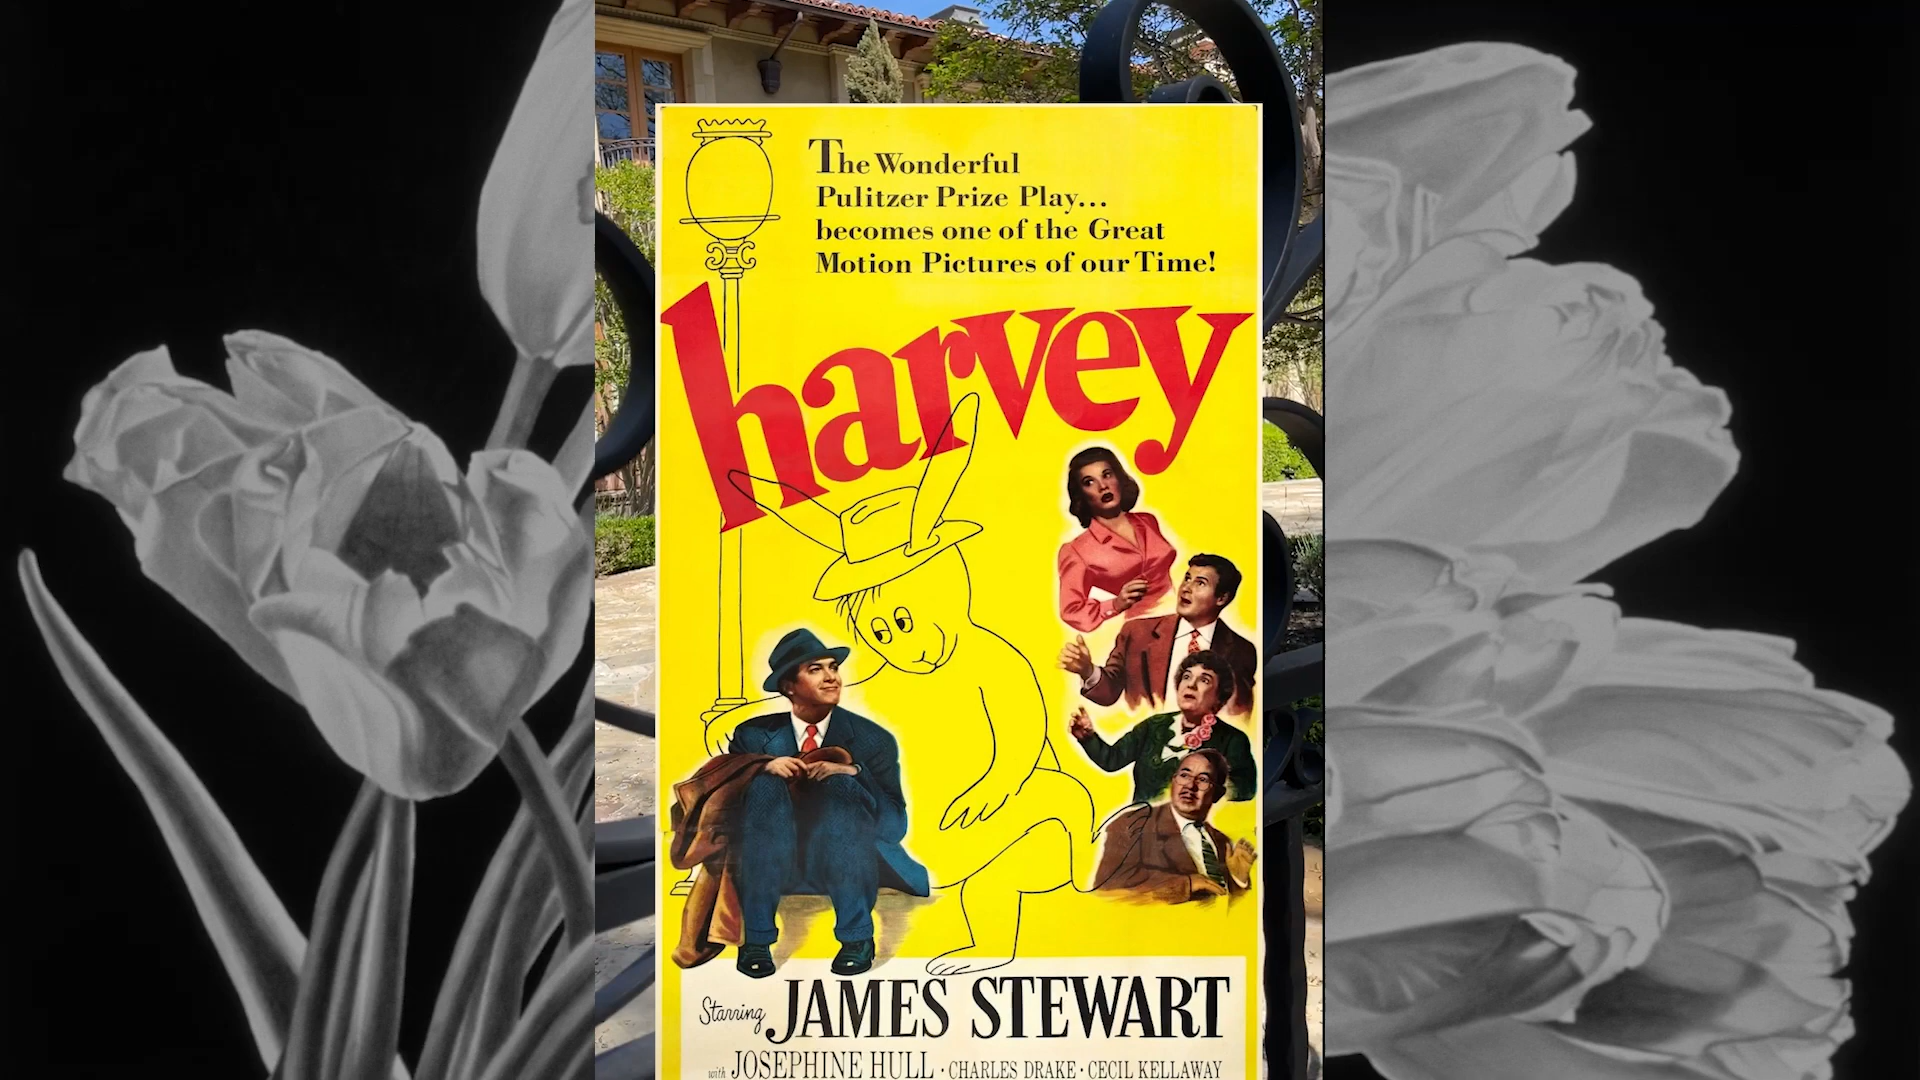 The Wonderful
Pulitzer Prize Play...
becomes one of the Great
Motion Pictures of our Time!
harvey
Starring JAMES STEWART
with JOSEPHINE HULL · CHARLES DRAKE · CECIL KELLAWAY